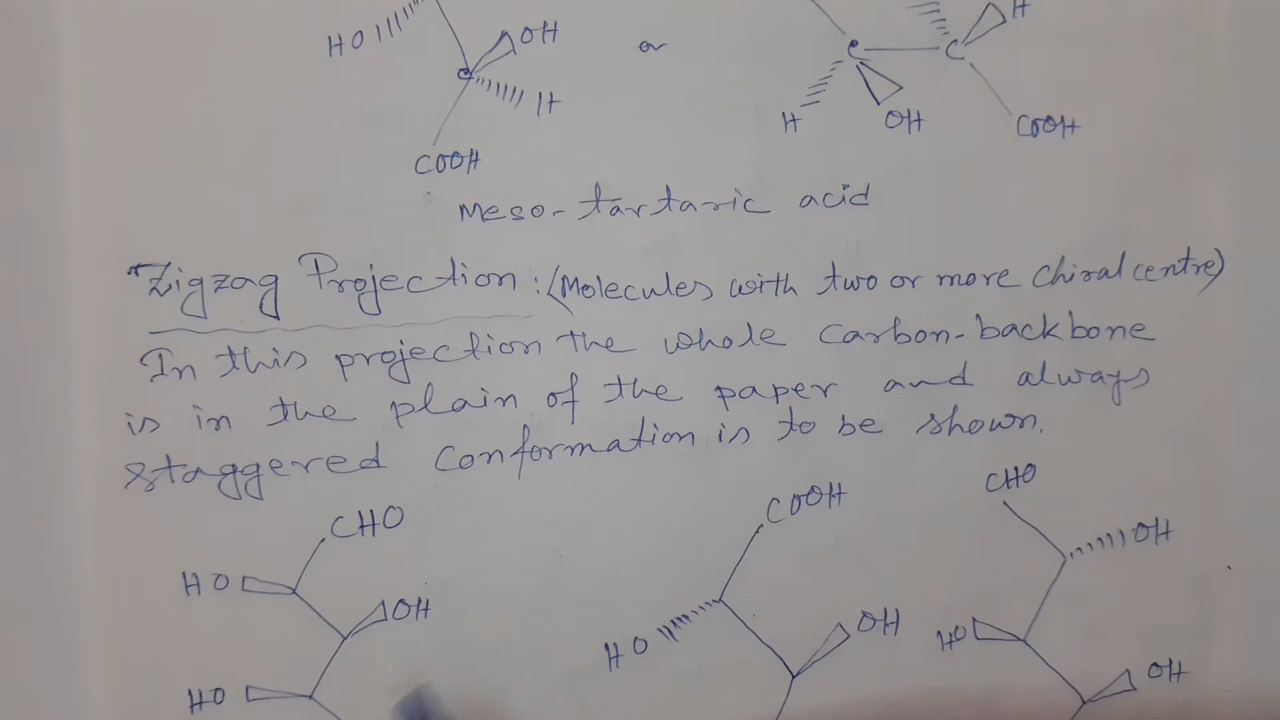 HO
OH
or
H
C
C
C
H
H
OH
COOH
COOH
Meso-tartaric acid
Zigzag Projection : (Molecules with two or more chiral centre)
In this projection the whole carbon-backbone
is in the plain of the paper and always
staggered conformation is to be shown.
CHO
COOH
CHO
HO
OH
OH
HO
OH
HO
HO
OH
OH